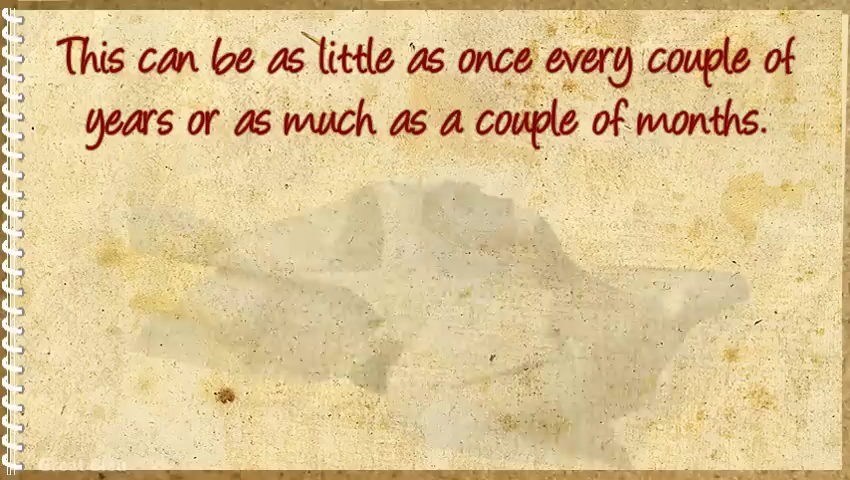 This can be as little as once every couple of
years or as much as a couple of months.